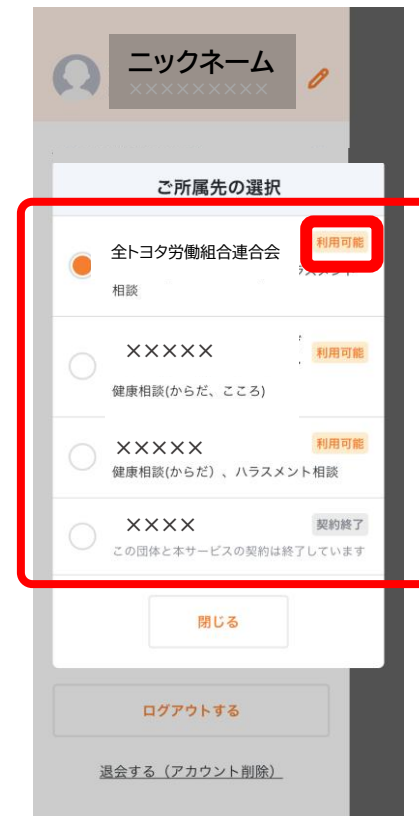 ニックネーム
×××××××××
ご所属先の選択
全トヨタ労働組合連合会
利用可能
相談
×××××
利用可能
健康相談(からだ、こころ)
×××××
利用可能
健康相談(からだ）、ハラスメント相談
××××
契約終了
この団体と本サービスの契約は終了しています
閉じる
ログアウトする
退会する（アカウント削除）